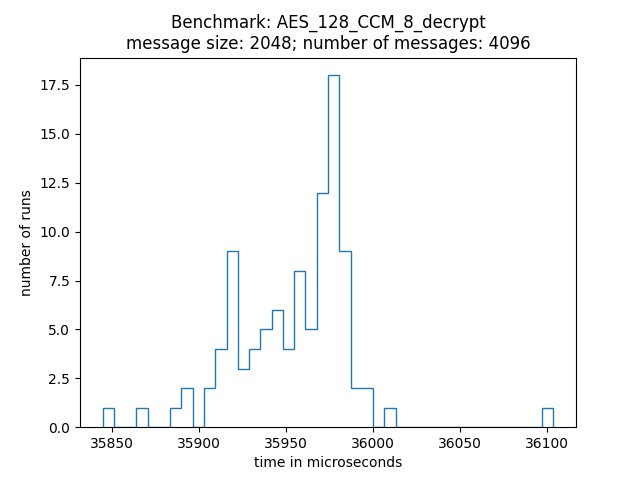 Benchmark: AES_128_CCM_8_decrypt
message size: 2048; number of messages: 4096
17.5
15.0
12.5
10.0
7.5
5.0
2.5
0.0
number of runs
35850 35900 35950 36000 36050 36100
time in microseconds